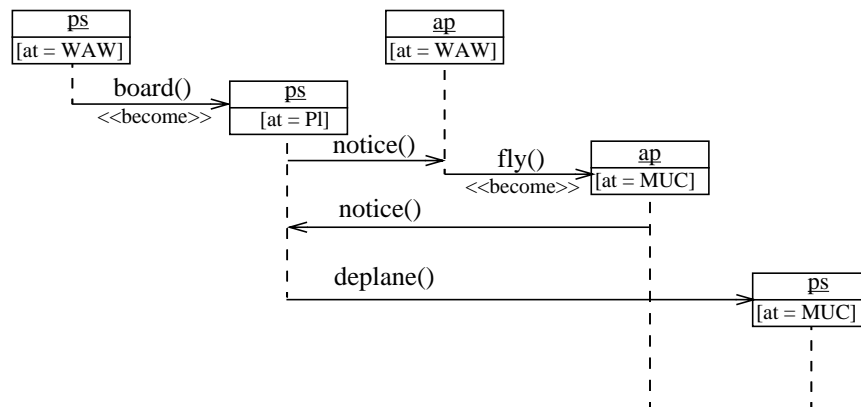 ps
[at = WAW]
ap
[at = WAW]
board()
<<become>>
ps
[at = Pl]
notice()
fly()
<<become>>
ap
[at = MUC]
notice()
deplane()
ps
[at = MUC]